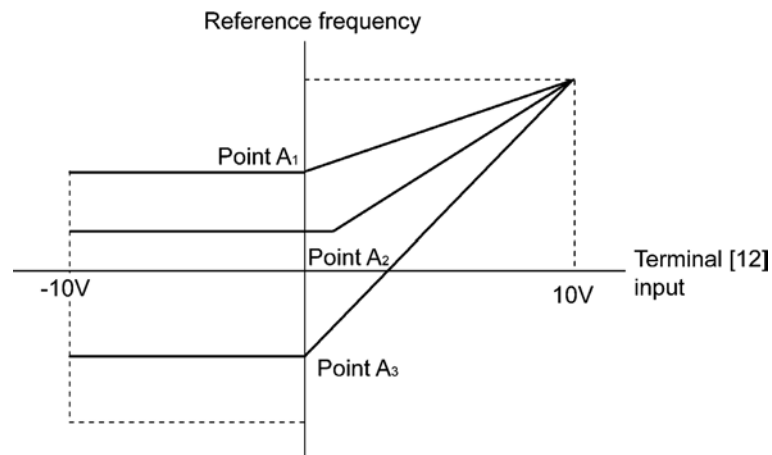 Reference frequency
Point A₁
Point A₂
-10V
10V
Terminal [12]
input
Point A₃